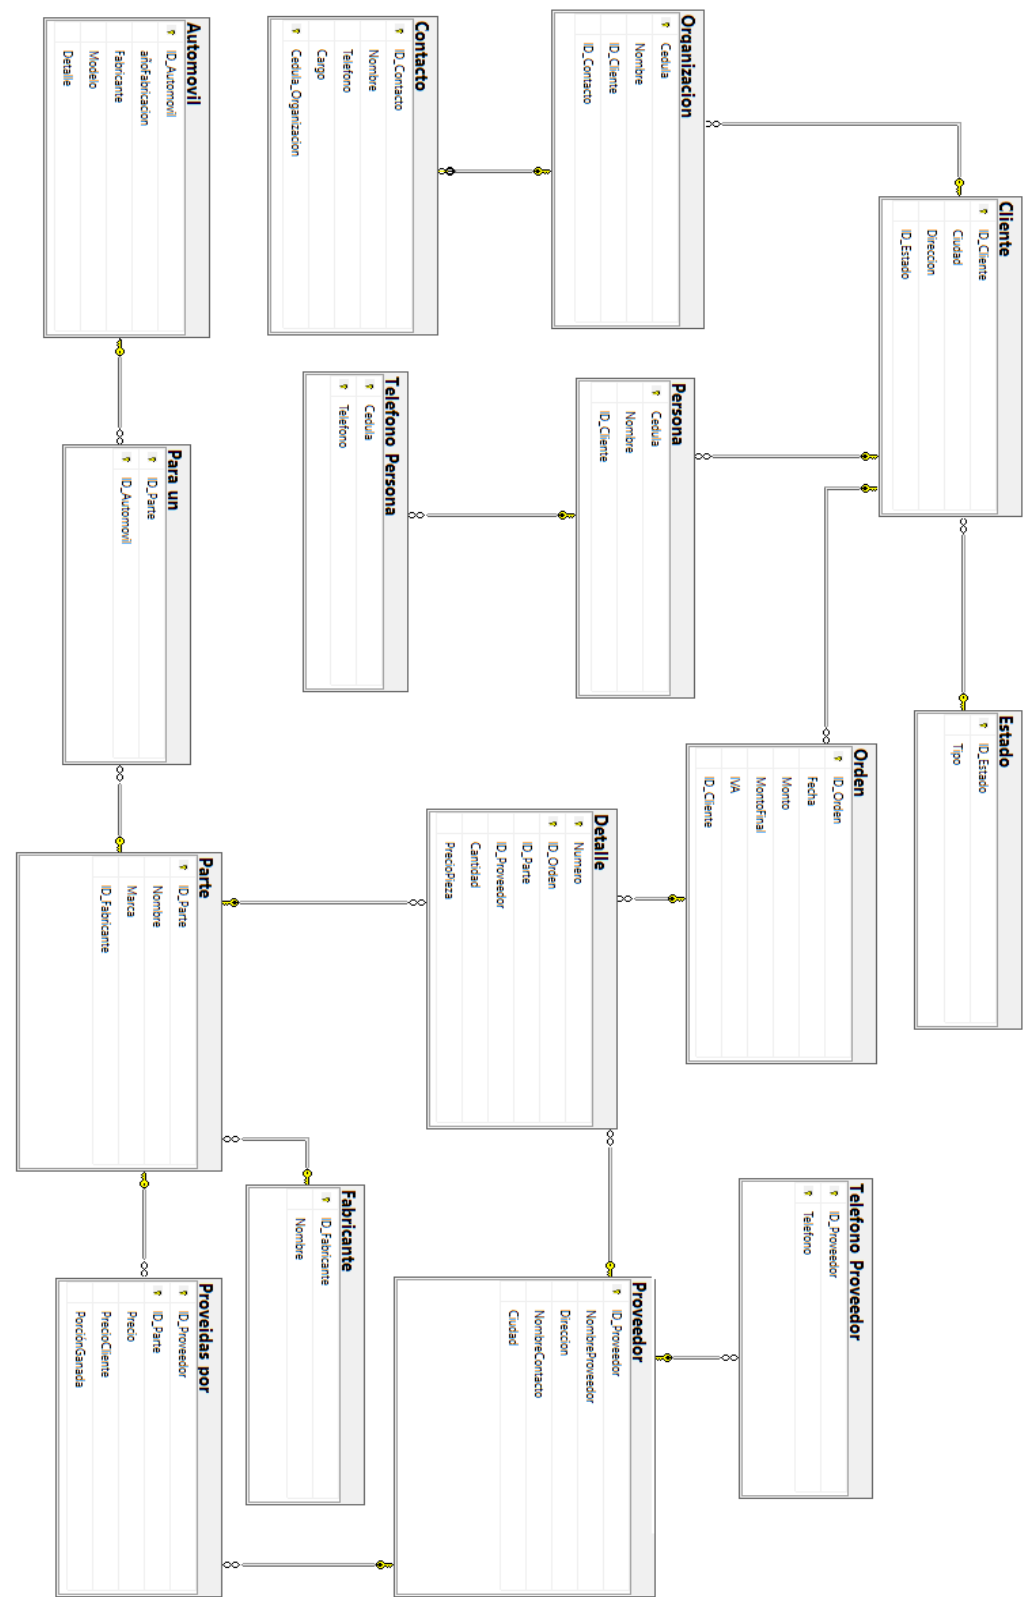 Cliente
ID_Cliente
Ciudad
Direccion
ID_Estado
Estado
ID_Estado
Tipo
Orden
ID_Orden
Fecha
Monto
MontoFinal
IVA
ID_Cliente
Telefono Proveedor
ID_Proveedor
Telefono
Organizacion
Cedula
Nombre
ID_Cliente
ID_Contacto
Persona
Cedula
Nombre
ID_Cliente
Detalle
Numero
ID_Orden
ID_Parte
ID_Proveedor
Cantidad
PrecioPieza
Proveedor
ID_Proveedor
NombreProveedor
Direccion
NombreContacto
Ciudad
Contacto
ID_Contacto
Nombre
Telefono
Cargo
Cedula_Organizacion
Telefono Persona
Cedula
Telefono
Fabricante
ID_Fabricante
Nombre
Automovil
ID_Automovil
añoFabricacion
Fabricante
Modelo
Detalle
Para un
ID_Parte
ID_Automovil
Parte
ID_Parte
Nombre
Marca
ID_Fabricante
Proveidas por
ID_Proveedor
ID_Parte
Precio
PrecioCliente
PorciónGanada